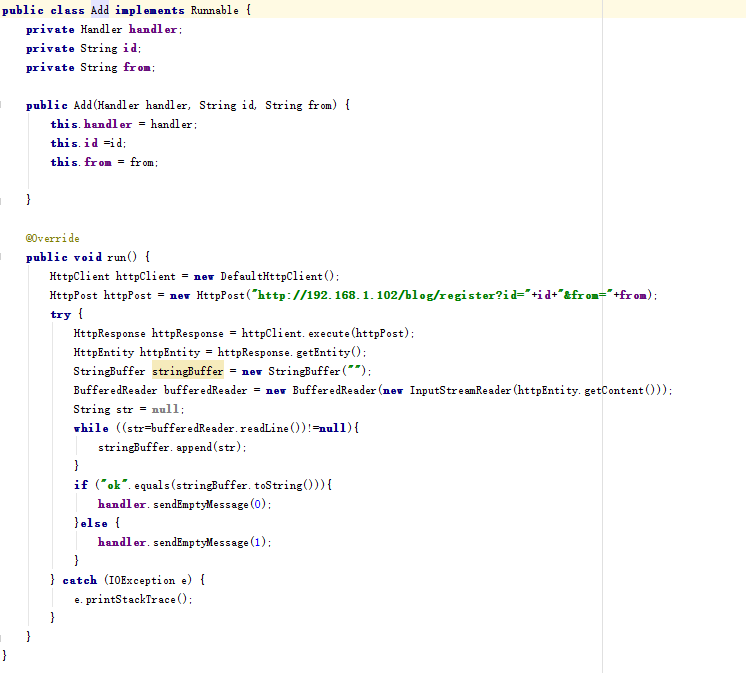 public class Add implements Runnable {
    private Handler handler;
    private String id;
    private String from;
    public Add(Handler handler, String id, String from) {
        this.handler = handler;
        this.id =id;
        this.from = from;
    }
    @Override
    public void run() {
        HttpClient httpClient = new DefaultHttpClient();
        HttpPost httpPost = new HttpPost("http://192.168.1.102/blog/register?id="+id+"&from="+from);
        try {
            HttpResponse httpResponse = httpClient.execute(httpPost);
            HttpEntity httpEntity = httpResponse.getEntity();
            StringBuffer stringBuffer = new StringBuffer("");
            BufferedReader bufferedReader = new BufferedReader(new InputStreamReader(httpEntity.getContent()));
            String str = null;
            while ((str=bufferedReader.readLine())!=null){
                stringBuffer.append(str);
            }
            if ("ok".equals(stringBuffer.toString())){
                handler.sendEmptyMessage(0);
            }else {
                handler.sendEmptyMessage(1);
            }
        } catch (IOException e) {
            e.printStackTrace();
        }
    }
}